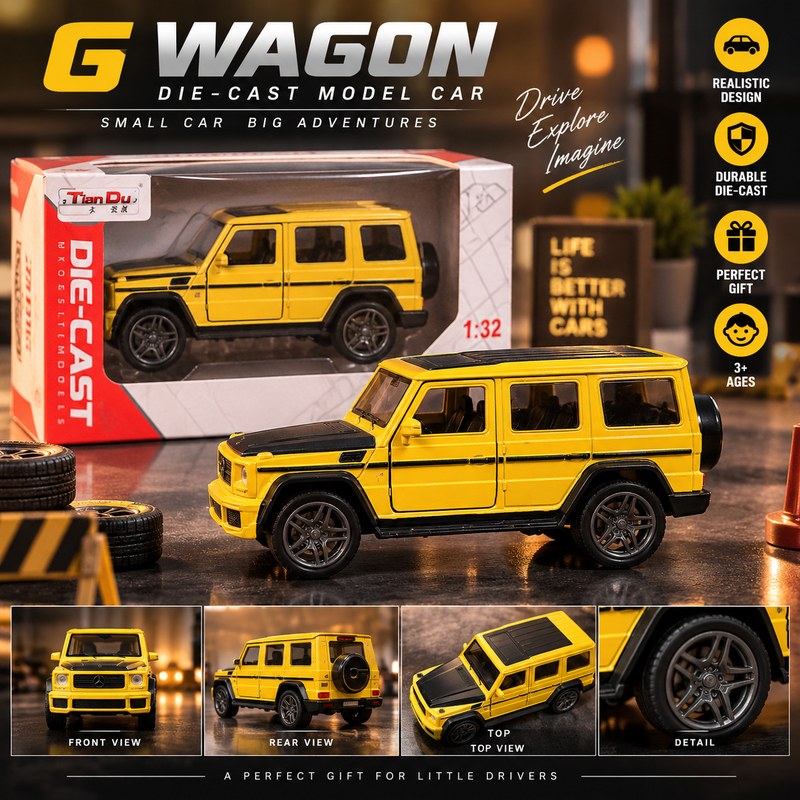 G WAGON
DIE-CAST MODEL CAR
SMALL CAR BIG ADVENTURES
Drive
Explore
Imagine
REALISTIC
DESIGN
DURABLE
DIE-CAST
PERFECT
GIFT
3+
AGES
Tian Du
DIE-CAST
1:32
LIFE
IS
BETTER
WITH
CARS
FRONT VIEW
REAR VIEW
TOP
TOP VIEW
DETAIL
A PERFECT GIFT FOR LITTLE DRIVERS